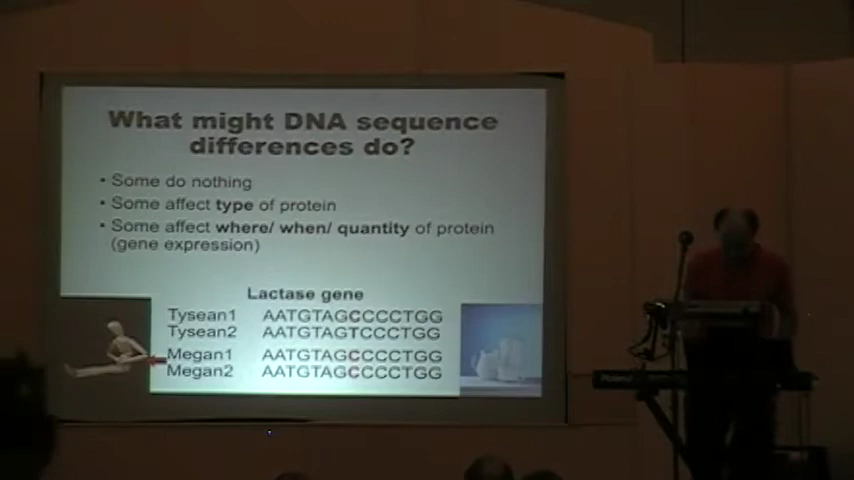 What might DNA sequence
differences do?
• Some do nothing
• Some affect type of protein
• Some affect where/ when/ quantity of protein
(gene expression)
Lactase gene
Tysean1 AATGTAGCCCCTGG
Tysean2 AATGTAGTCCCTGG
Megan1 AATGTAGCCCCTGG
Megan2 AATGTAGCCCCTGG
Roland